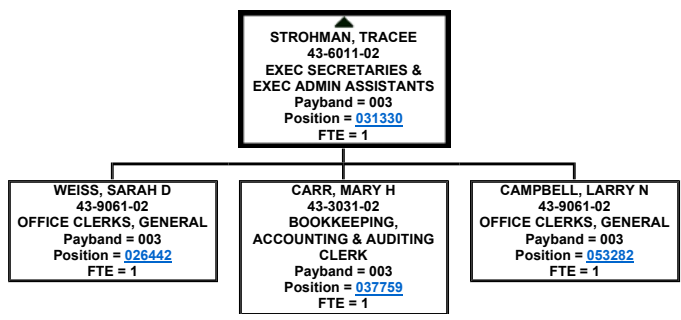 STROHMAN, TRACEE
43-6011-02
EXEC SECRETARIES &
EXEC ADMIN ASSISTANTS
Payband = 003
Position = 031330
FTE = 1
WEISS, SARAH D
43-9061-02
OFFICE CLERKS, GENERAL
Payband = 003
Position = 026442
FTE = 1
CARR, MARY H
43-3031-02
BOOKKEEPING,
ACCOUNTING & AUDITING
CLERK
Payband = 003
Position = 037759
FTE = 1
CAMPBELL, LARRY N
43-9061-02
OFFICE CLERKS, GENERAL
Payband = 003
Position = 053282
FTE = 1